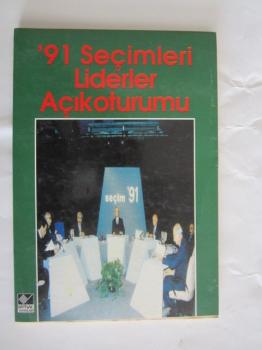 '91 Seçimleri
Liderler
Açıkoturumu
seçim '91